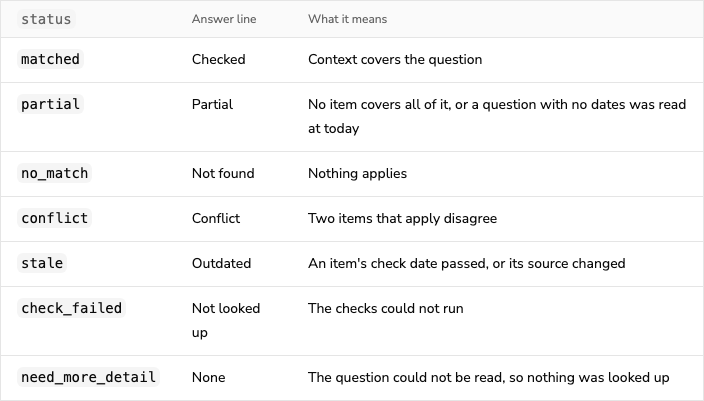 status Answer line What it means
matched Checked Context covers the question
partial Partial No item covers all of it, or a question with no dates was read
at today
no_match Not found Nothing applies
conflict Conflict Two items that apply disagree
stale Outdated An item's check date passed, or its source changed
check_failed Not looked The checks could not run
up
need_more_detail None The question could not be read, so nothing was looked up